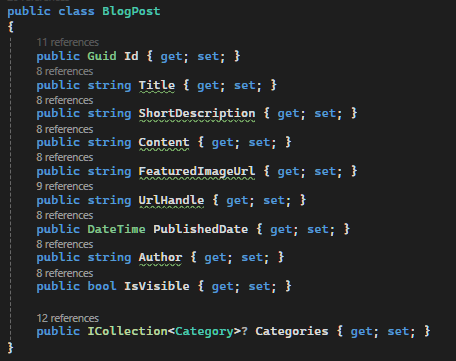 public class BlogPost
{
11 references
public Guid Id { get; set; }
8 references
public string Title { get; set; }
8 references
public string ShortDescription { get; set; }
8 references
public string Content { get; set; }
8 references
public string FeaturedImageUrl { get; set; }
9 references
public string UrlHandle { get; set; }
8 references
public DateTime PublishedDate { get; set; }
8 references
public string Author { get; set; }
8 references
public bool IsVisible { get; set; }
12 references
public ICollection<Category>? Categories { get; set; }
}